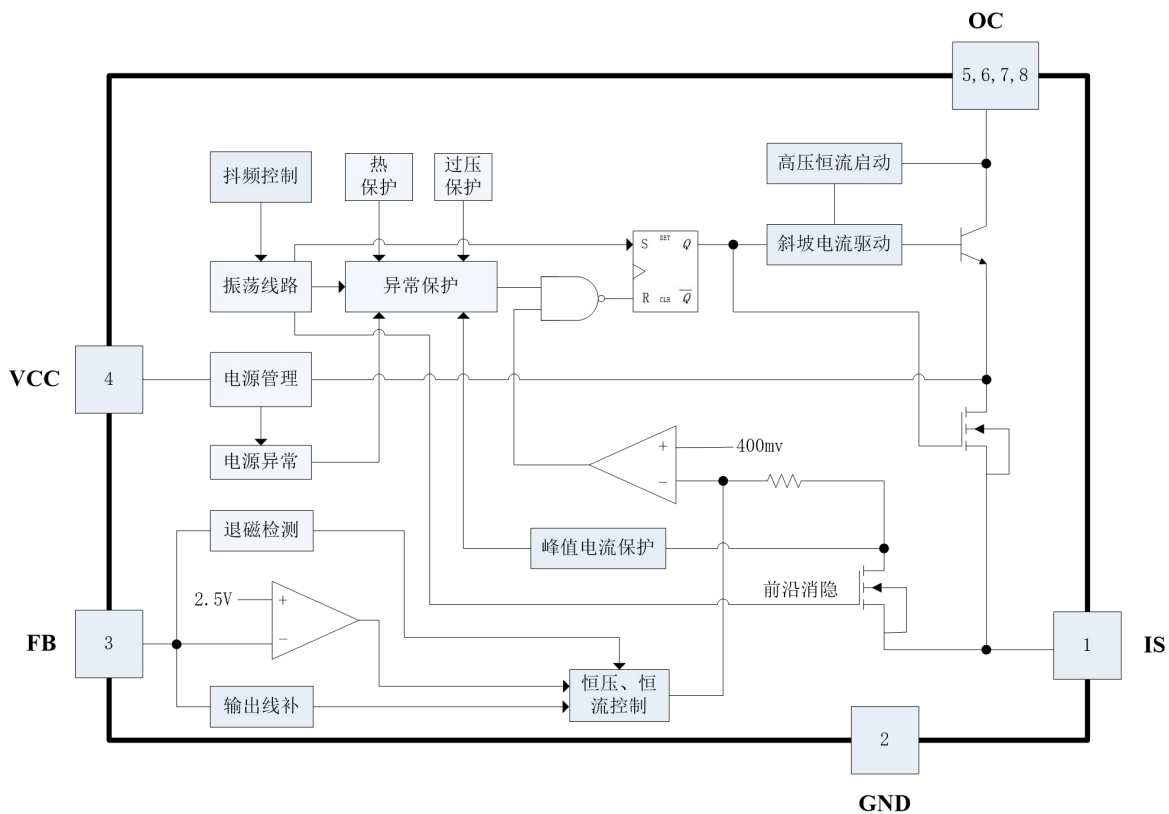 OC
5,6,7,8
抖频控制
热
保护
过压
保护
高压恒流启动
S SET Q
斜坡电流驱动
振荡线路
异常保护
R CLR Q
VCC
4
电源管理
电源异常
+
400mv
−
退磁检测
峰值电流保护
前沿消隐
2.5V
+
FB
3
−
1
IS
恒压、恒
流控制
输出线补
2
GND